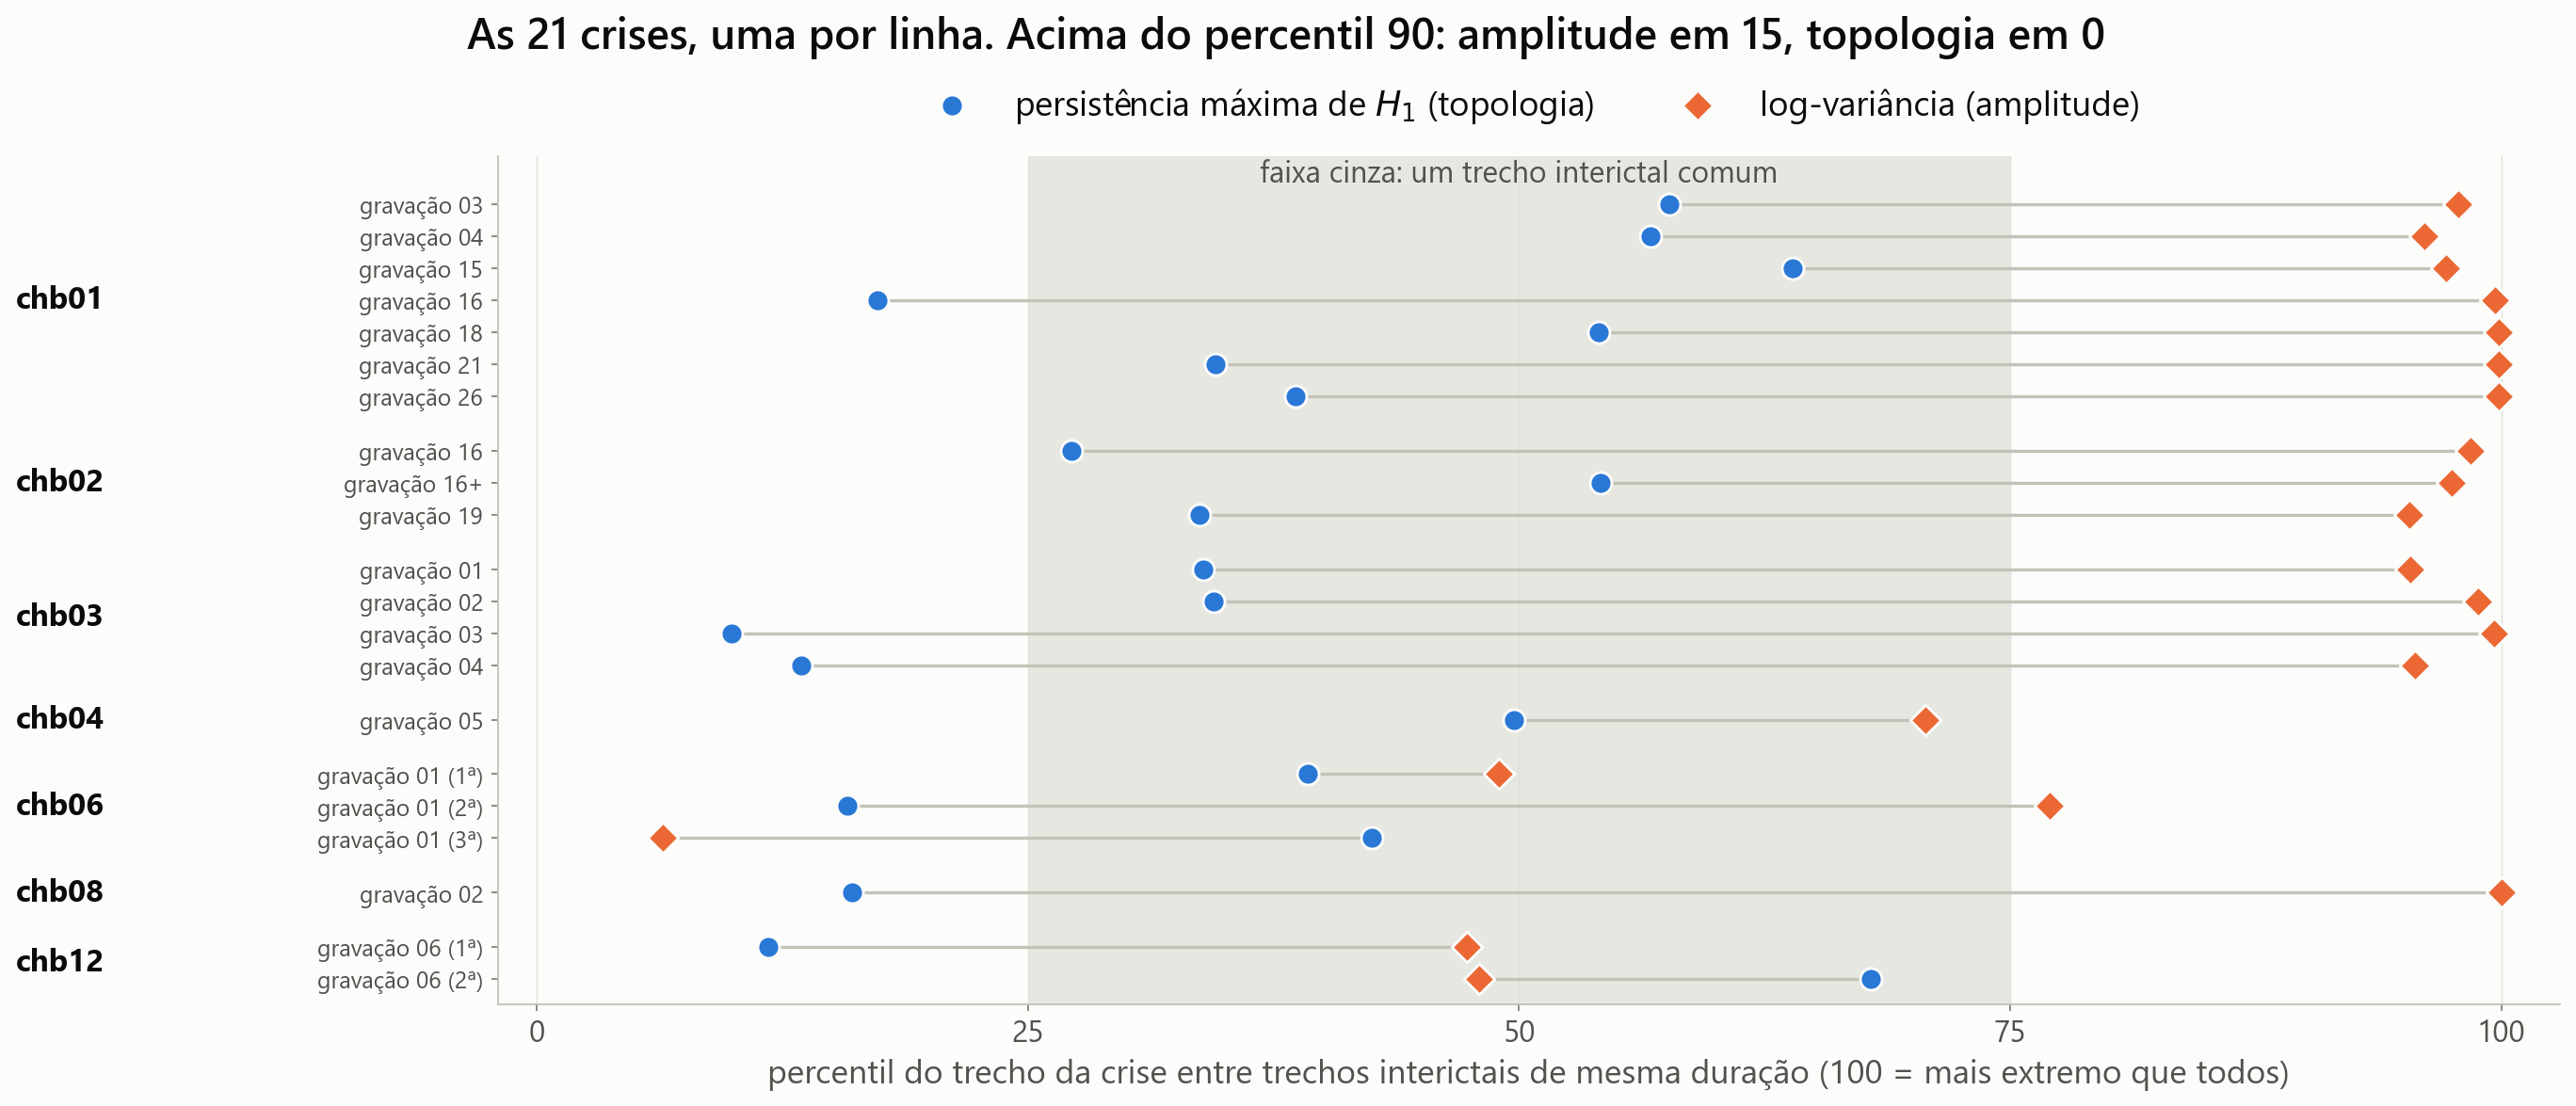 As 21 crises, uma por linha. Acima do percentil 90: amplitude em 15, topologia em 0
persistência máxima de H₁ (topologia)
log-variância (amplitude)
faixa cinza: um trecho interictal comum
chb01
gravação 03
gravação 04
gravação 15
gravação 16
gravação 18
gravação 21
gravação 26
chb02
gravação 16
gravação 16+
gravação 19
chb03
gravação 01
gravação 02
gravação 03
gravação 04
chb04
gravação 05
chb06
gravação 01 (1ª)
gravação 01 (2ª)
gravação 01 (3ª)
chb08
gravação 02
chb12
gravação 06 (1ª)
gravação 06 (2ª)
0 25 50 75 100
percentil do trecho da crise entre trechos interictais de mesma duração (100 = mais extremo que todos)